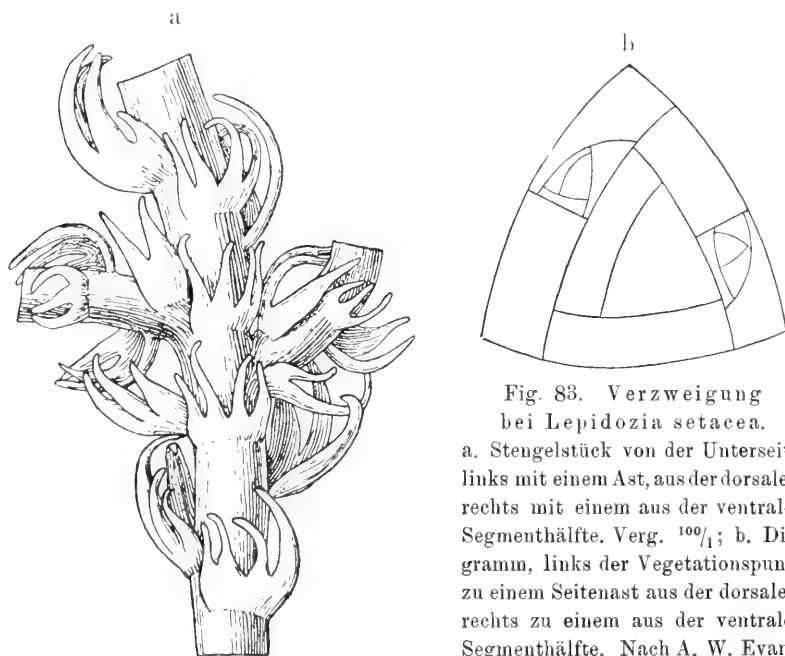 a
b
Fig. 83. Verzweigung
bei Lepidozia setacea.
a. Stengelstück von der Unterseit
links mit einem Ast, aus der dorsale
rechts mit einem aus der ventral
Segmenthälfte. Verg. ¹⁰⁰/₁; b. Di
gramm, links der Vegetationspun
zu einem Seitenast aus der dorsale
rechts zu einem aus der ventral
Segmenthälfte. Nach A. W. Evan